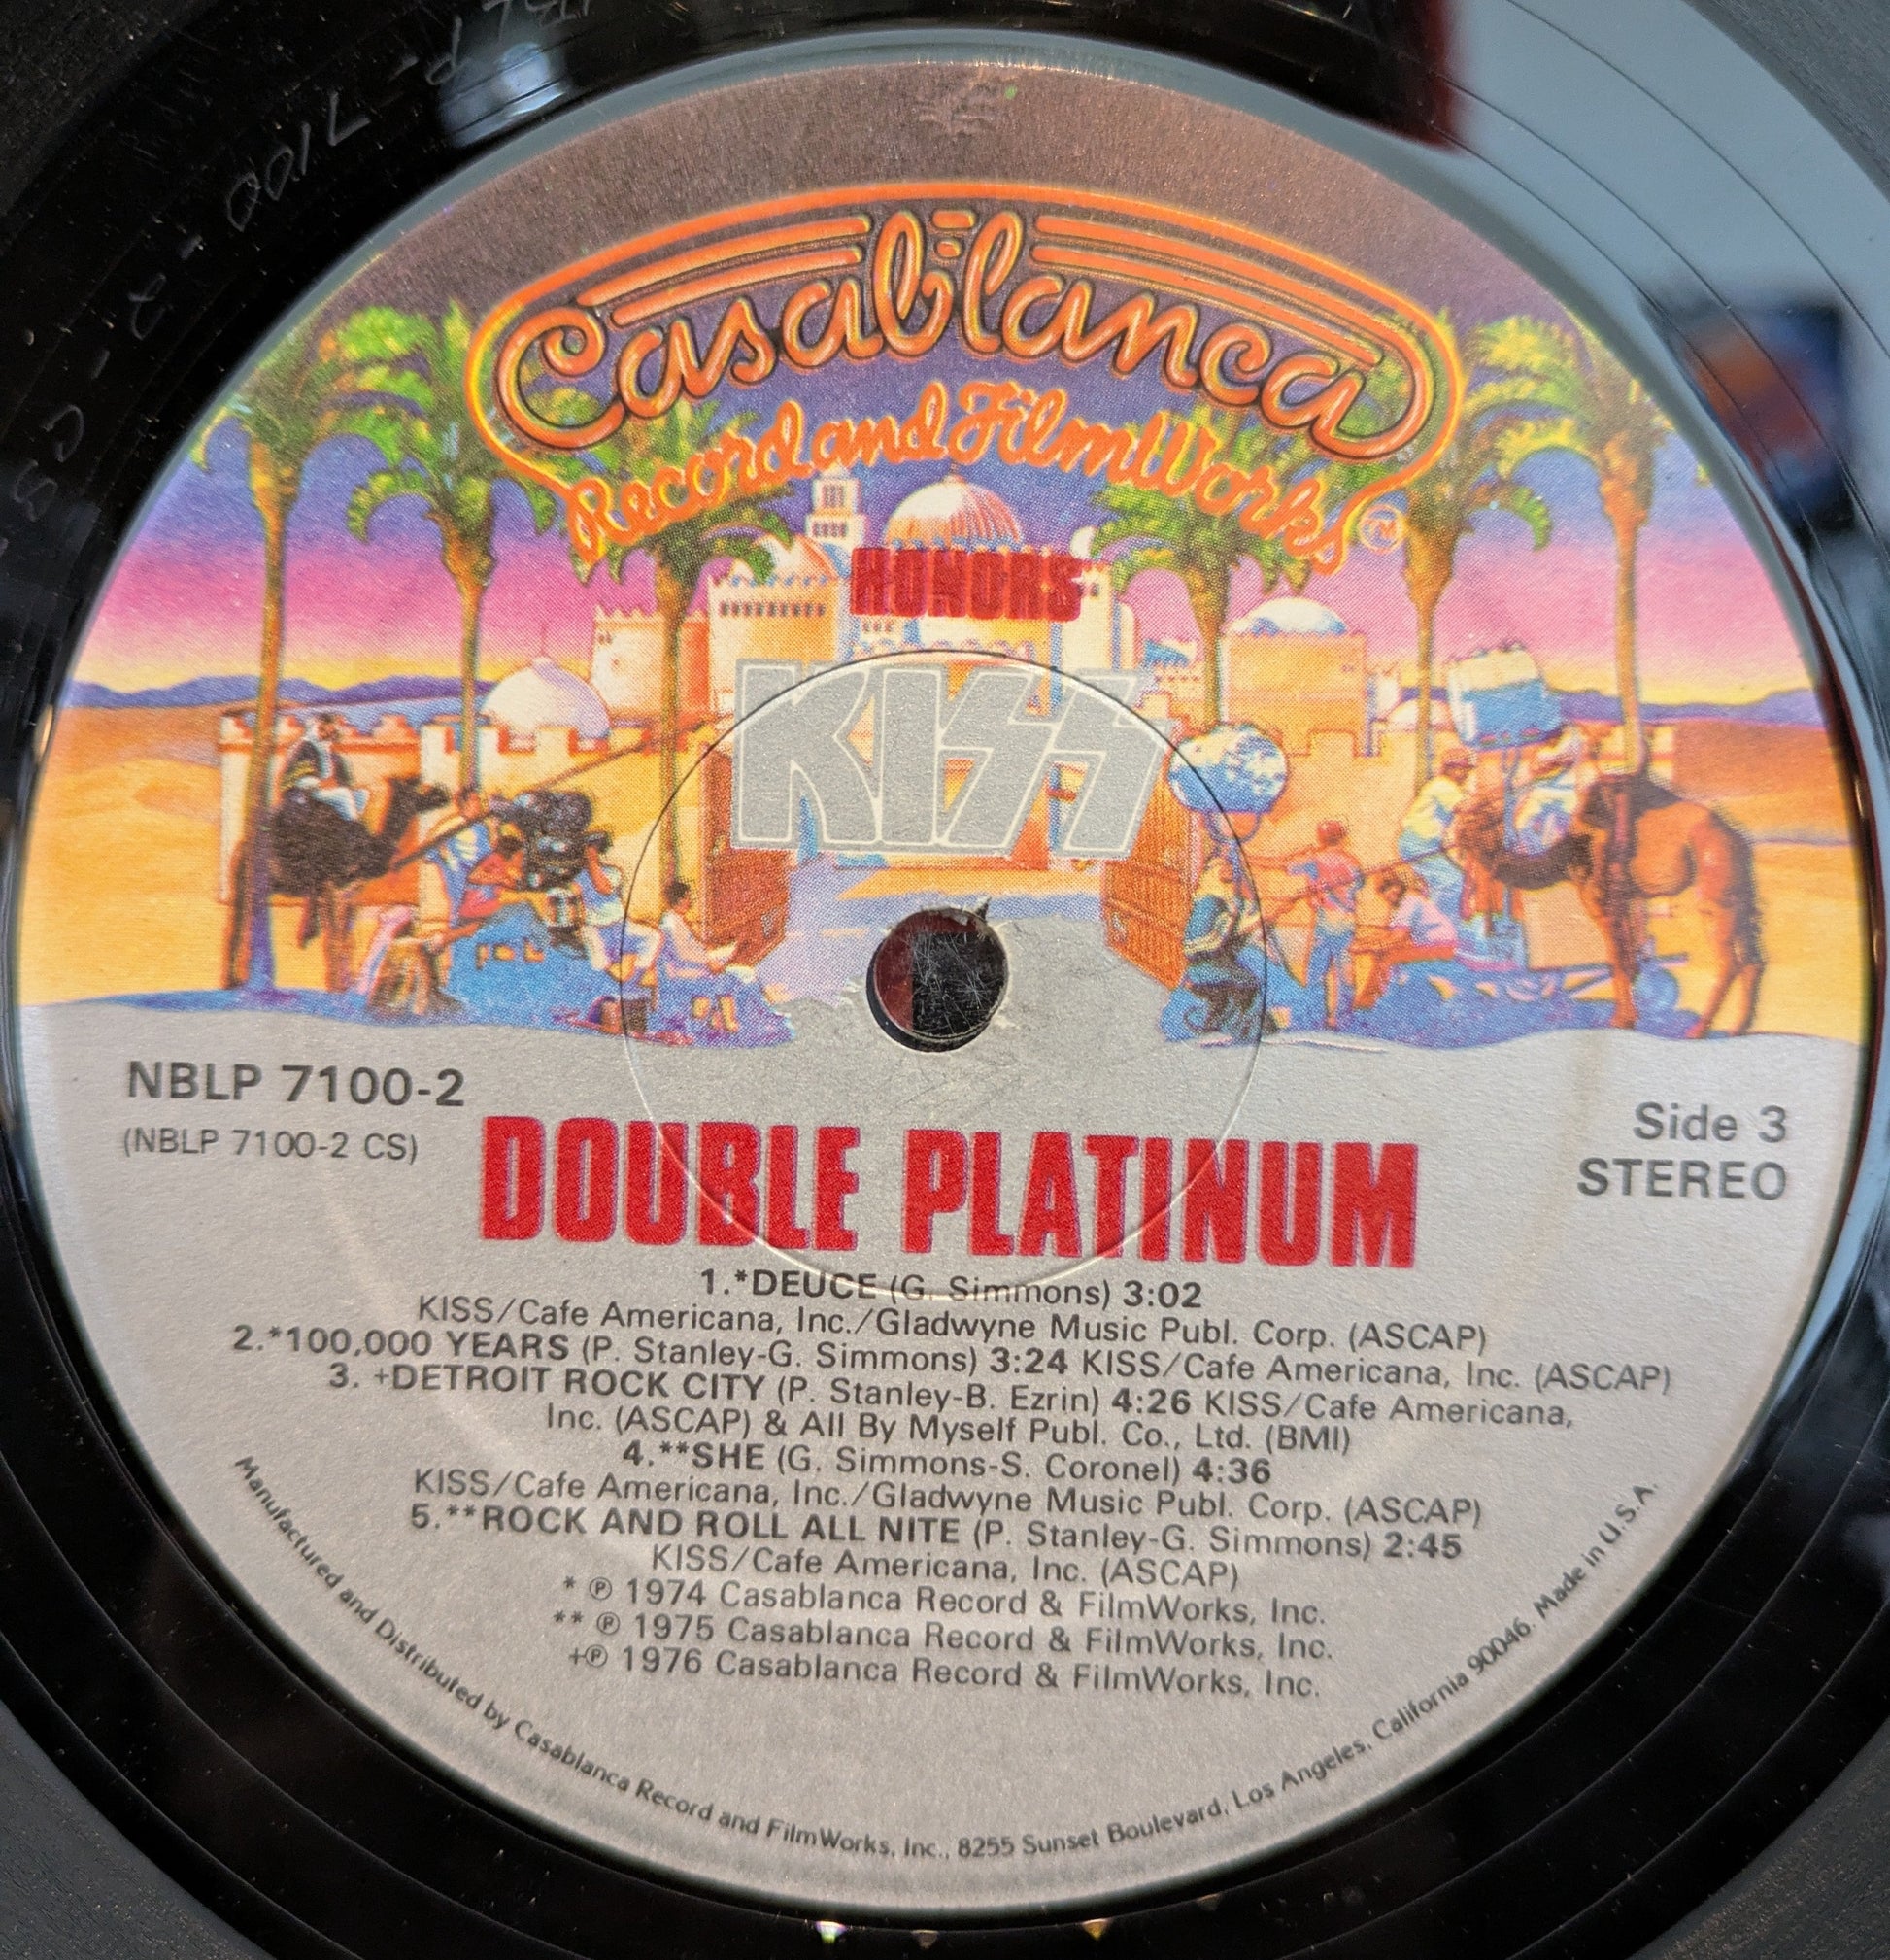 Casablanca
Record and FilmWorks
HONORS
KISS
NBLP 7100-2
(NBLP 7100-2 CS)
Side 3
STEREO
DOUBLE PLATINUM
1.*DEUCE (G. Simmons) 3:02
KISS/Cafe Americana, Inc./Gladwyne Music Publ. Corp. (ASCAP)
2.*100,000 YEARS (P. Stanley-G. Simmons) 3:24 KISS/Cafe Americana, Inc. (ASCAP)
3. +DETROIT ROCK CITY (P. Stanley-B. Ezrin) 4:26 KISS/Cafe Americana,
Inc. (ASCAP) & All By Myself Publ. Co., Ltd. (BMI)
4.**SHE (G. Simmons-S. Coronel) 4:36
KISS/Cafe Americana, Inc./Gladwyne Music Publ. Corp. (ASCAP)
5.**ROCK AND ROLL ALL NITE (P. Stanley-G. Simmons) 2:45
KISS/Cafe Americana, Inc. (ASCAP)
* ℗ 1974 Casablanca Record & FilmWorks, Inc.
** ℗ 1975 Casablanca Record & FilmWorks, Inc.
+℗ 1976 Casablanca Record & FilmWorks, Inc.
Manufactured and Distributed by Casablanca Record and FilmWorks, Inc., 8255 Sunset Boulevard, Los Angeles, California 90046. Made in U.S.A.